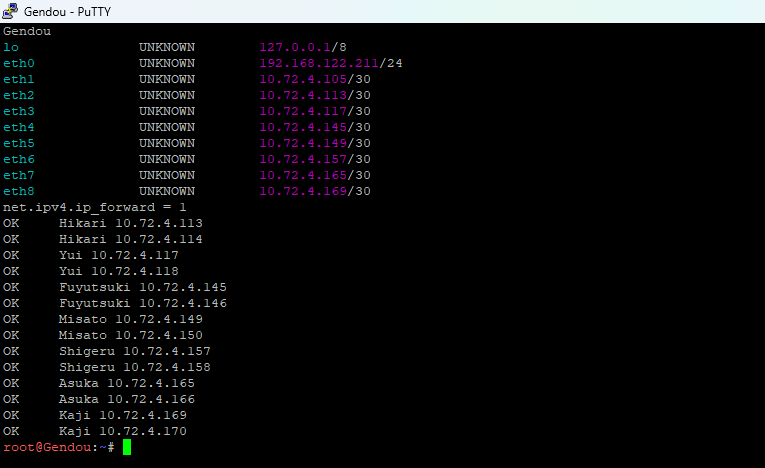 Gendou - PuTTY
Gendou
lo UNKNOWN 127.0.0.1/8
eth0 UNKNOWN 192.168.122.211/24
eth1 UNKNOWN 10.72.4.105/30
eth2 UNKNOWN 10.72.4.113/30
eth3 UNKNOWN 10.72.4.117/30
eth4 UNKNOWN 10.72.4.145/30
eth5 UNKNOWN 10.72.4.149/30
eth6 UNKNOWN 10.72.4.157/30
eth7 UNKNOWN 10.72.4.165/30
eth8 UNKNOWN 10.72.4.169/30
net.ipv4.ip_forward = 1
OK Hikari 10.72.4.113
OK Hikari 10.72.4.114
OK Yui 10.72.4.117
OK Yui 10.72.4.118
OK Fuyutsuki 10.72.4.145
OK Fuyutsuki 10.72.4.146
OK Misato 10.72.4.149
OK Misato 10.72.4.150
OK Shigeru 10.72.4.157
OK Shigeru 10.72.4.158
OK Asuka 10.72.4.165
OK Asuka 10.72.4.166
OK Kaji 10.72.4.169
OK Kaji 10.72.4.170
root@Gendou:~#